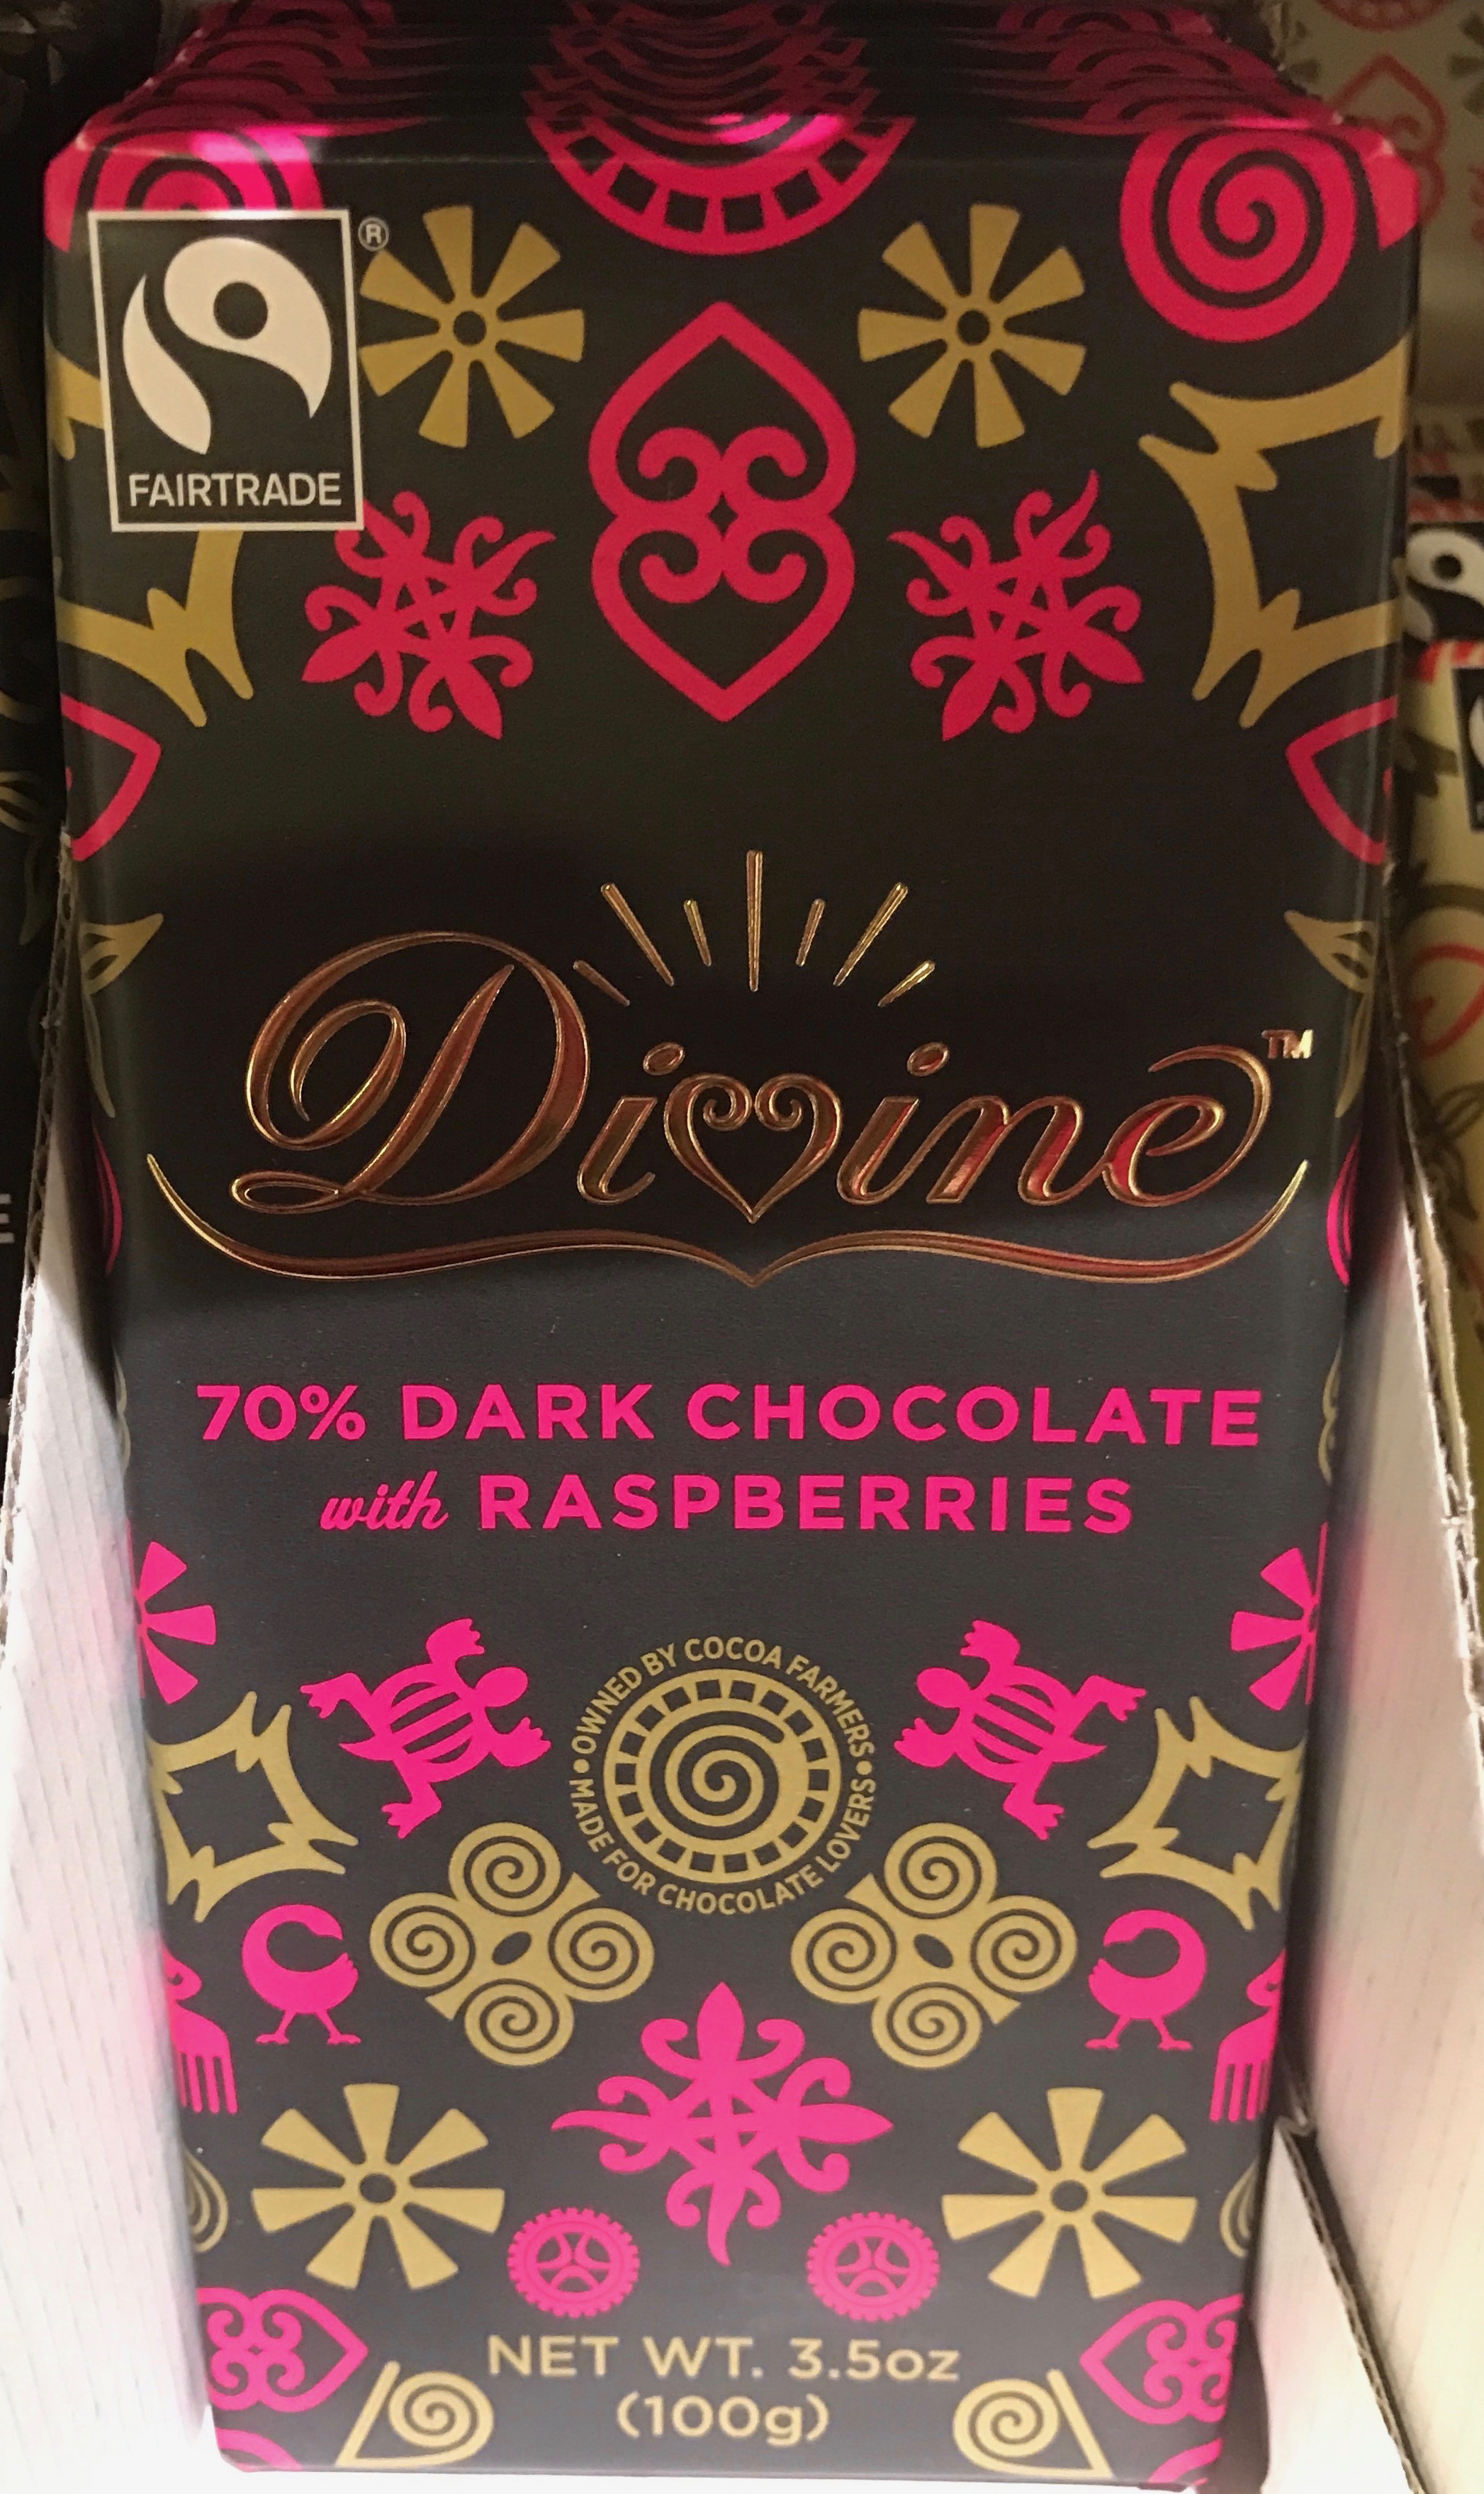 ®
FAIRTRADE
Divine™
70% DARK CHOCOLATE
with RASPBERRIES
• OWNED BY COCOA FARMERS •
MADE FOR CHOCOLATE LOVERS
NET WT. 3.5oz
(100g)